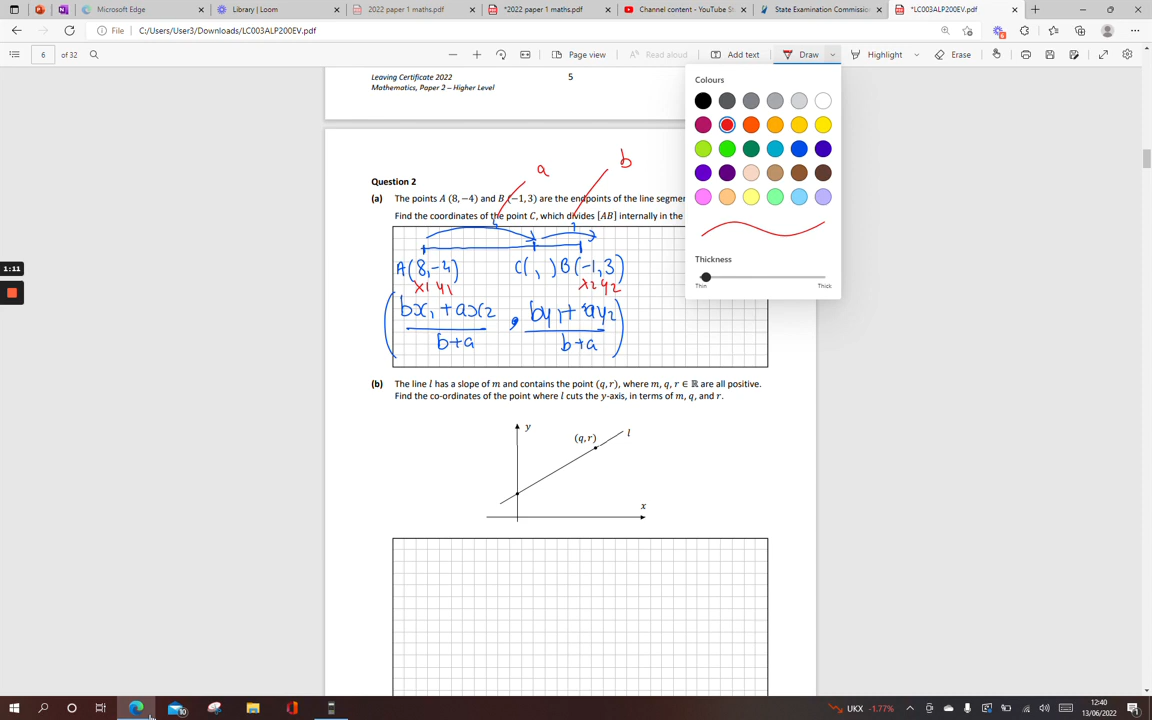 Microsoft Edge
Library | Loom
2022 paper 1 maths.pdf
*2022 paper 1 maths.pdf
Channel content - YouTube St
State Examination Commissio
*LC003ALP200EV.pdf
File
C:/Users/User3/Downloads/LC003ALP200EV.pdf
6
of 32
Page view
Read aloud
Add text
Draw
Highlight
Erase
Leaving Certificate 2022
Mathematics, Paper 2 – Higher Level
5
Colours
Thickness
Thin
Thick
1:11
a
b
Question 2
(a) The points A (8, −4) and B (−1, 3) are the endpoints of the line segmen
Find the coordinates of the point C, which divides [AB] internally in the
A(8,-4) C( , ) B(-1,3)
x1 y1 x2 y2
(bx1 + ax2 , by1 + ay2)
b+a b+a
(b) The line l has a slope of m and contains the point (q, r), where m, q, r ∈ ℝ are all positive.
Find the co-ordinates of the point where l cuts the y-axis, in terms of m, q, and r.
y
(q, r)
l
x
10
UKX -1.77%
12:40
13/06/2022